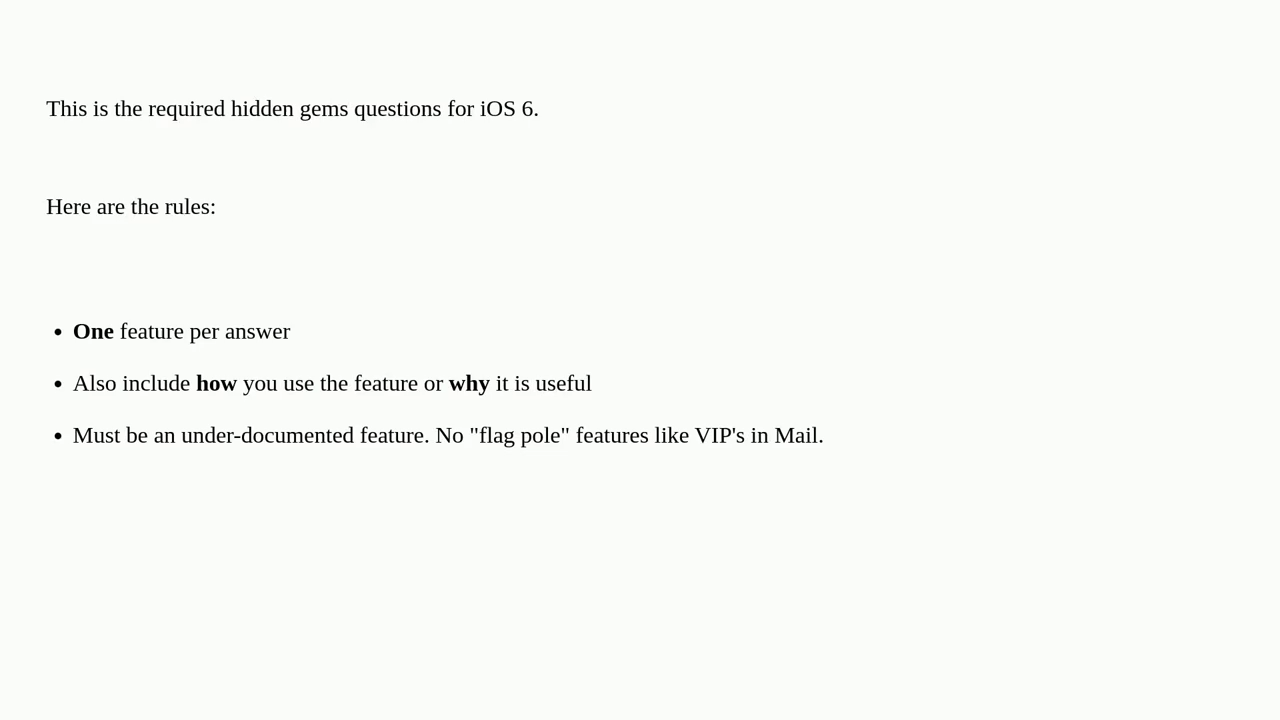 This is the required hidden gems questions for iOS 6.
Here are the rules:
• One feature per answer
• Also include how you use the feature or why it is useful
• Must be an under-documented feature. No "flag pole" features like VIP's in Mail.